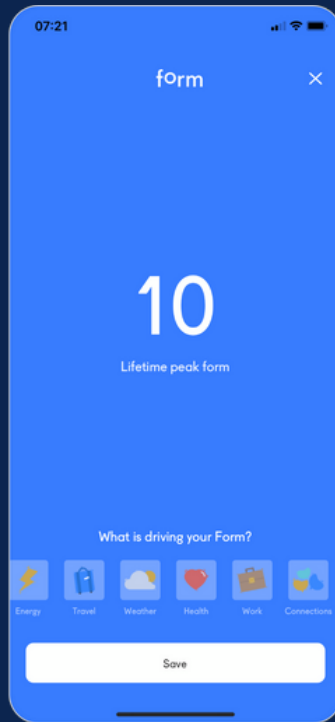 07:21
form
10
Lifetime peak form
What is driving your Form?
Energy Travel Weather Health Work Connections
Save